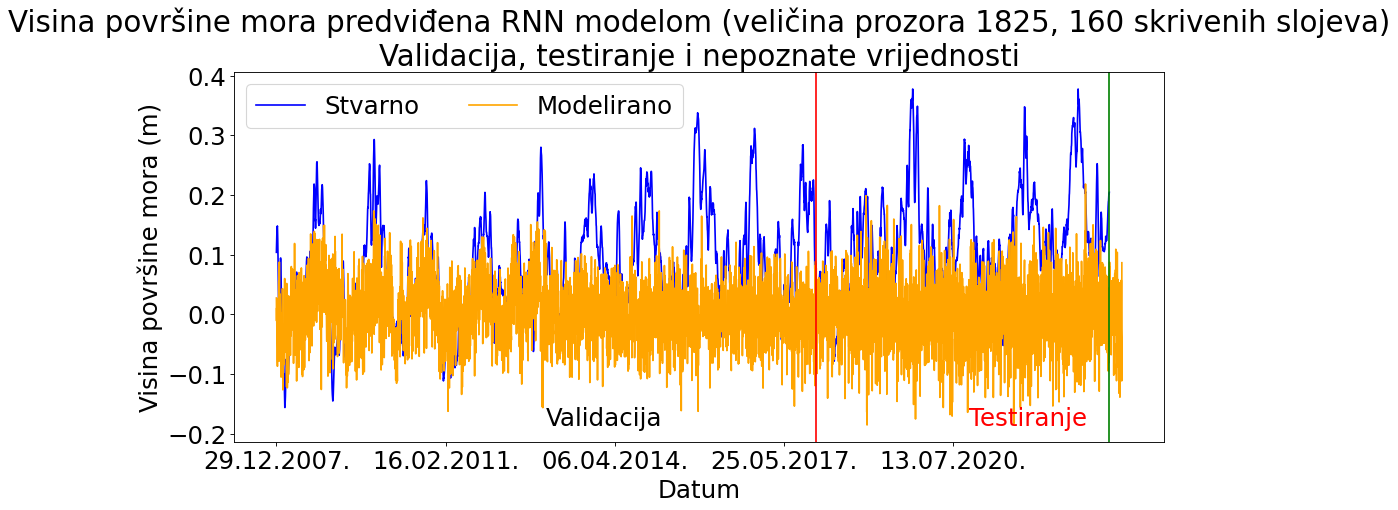 Visina površine mora predviđena RNN modelom (veličina prozora 1825, 160 skrivenih slojeva)
Validacija, testiranje i nepoznate vrijednosti
Stvarno Modelirano
Visina površine mora (m)
0.4
0.3
0.2
0.1
0.0
−0.1
−0.2
Validacija Testiranje
29.12.2007. 16.02.2011. 06.04.2014. 25.05.2017. 13.07.2020.
Datum